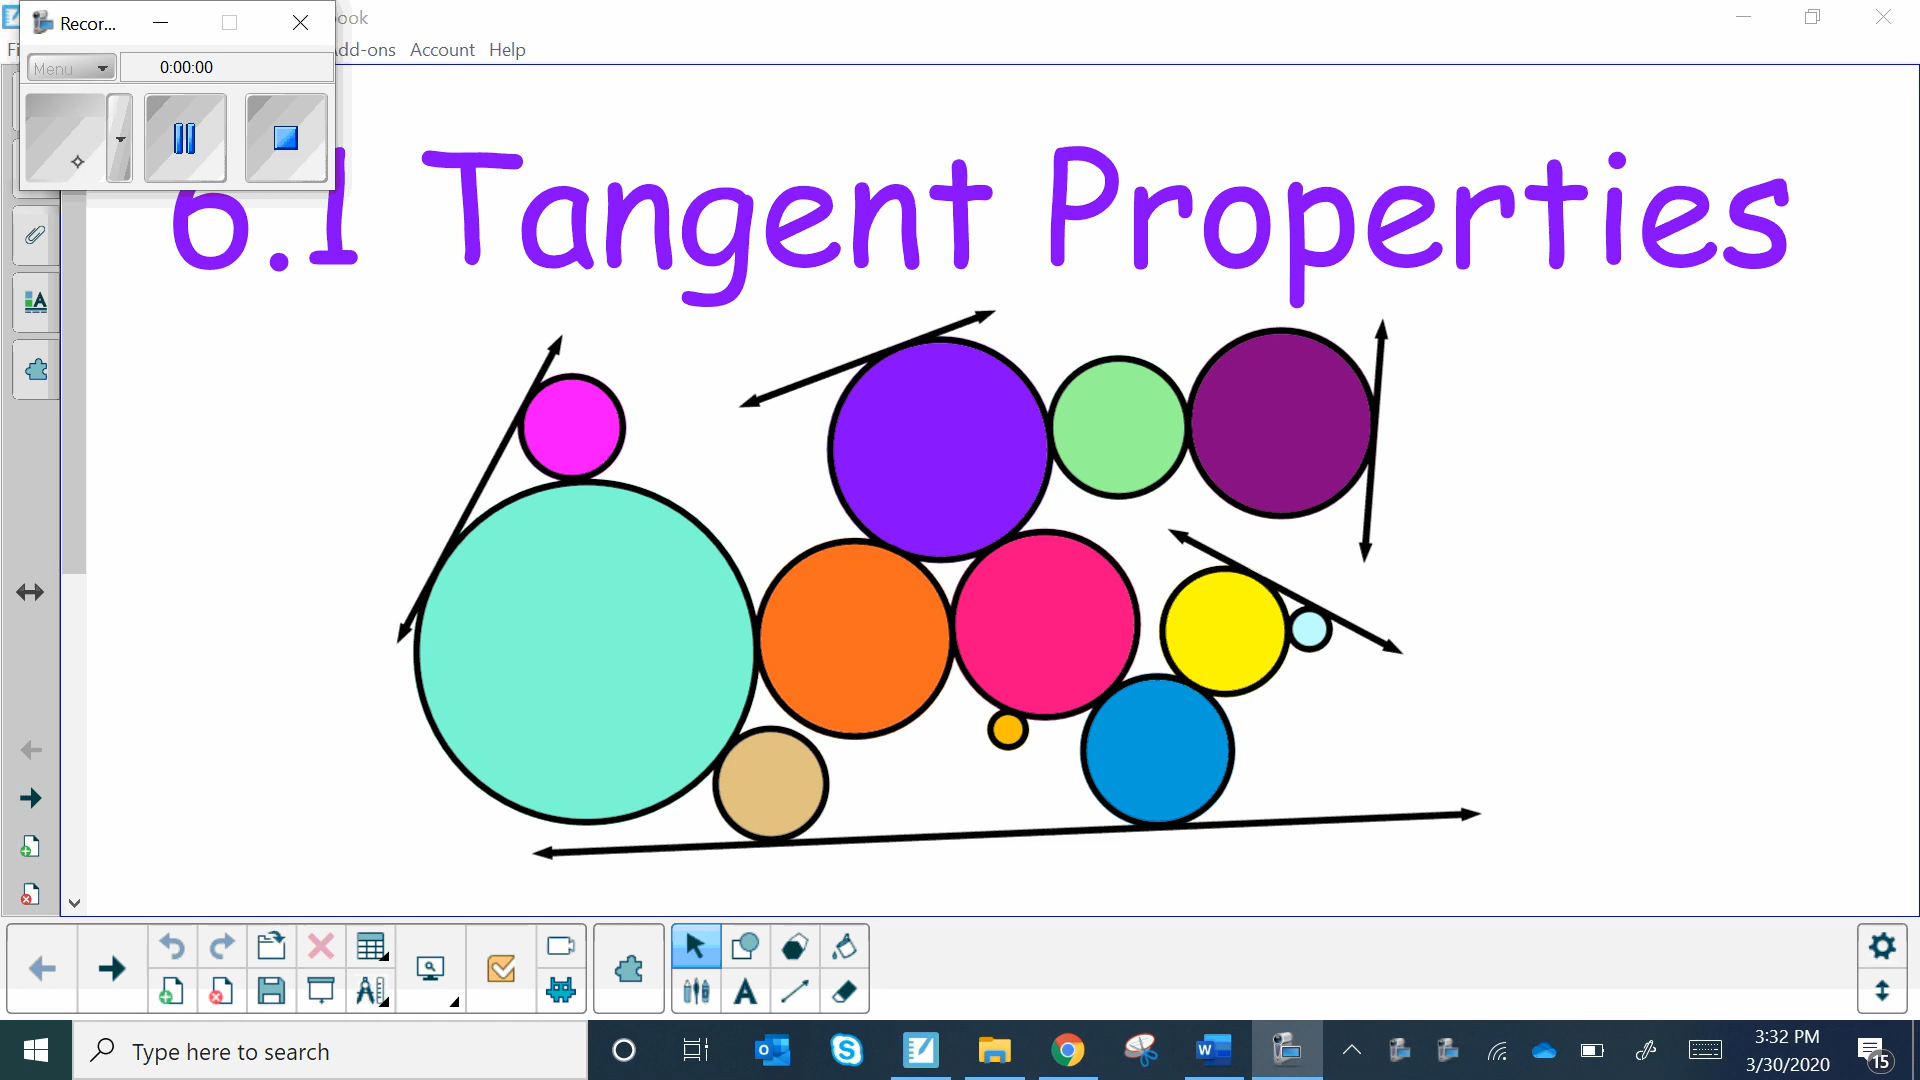 Recor...
ook
Add-ons Account Help
Menu 0:00:00
6.1 Tangent Properties
Type here to search
3:32 PM
3/30/2020
15